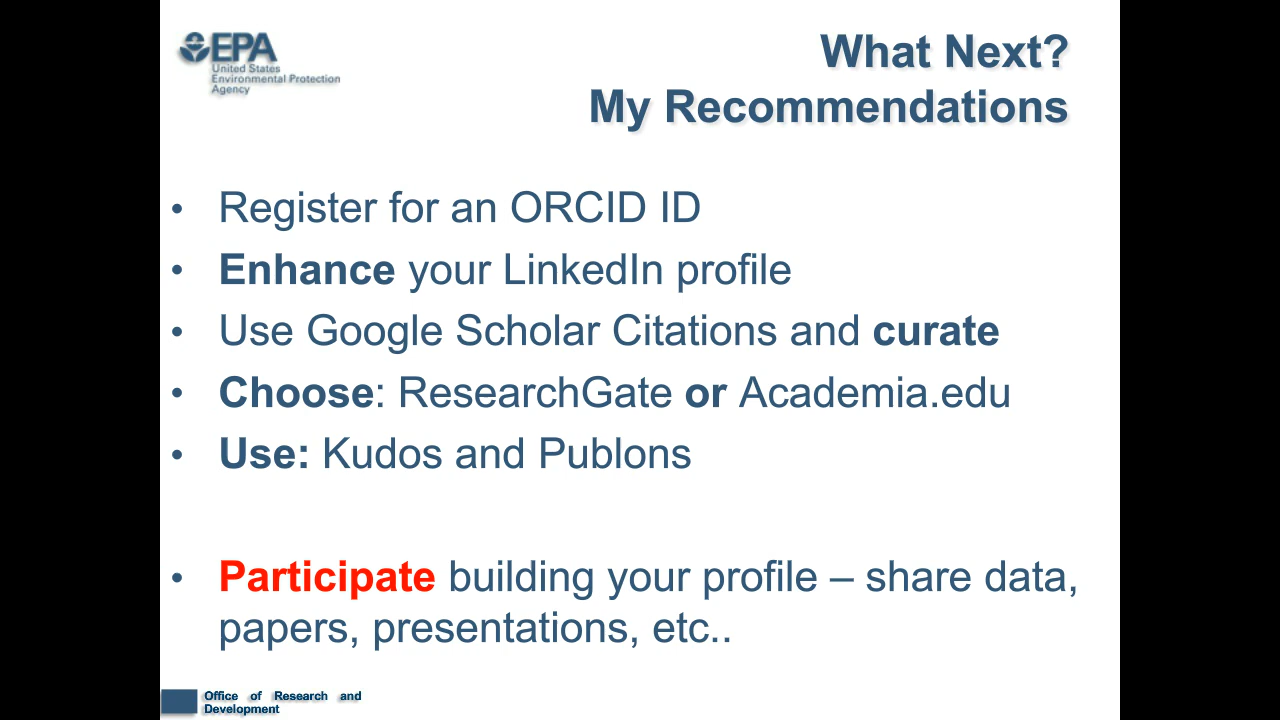 EPA
United States
Environmental Protection
Agency
What Next?
My Recommendations
• Register for an ORCID ID
• Enhance your LinkedIn profile
• Use Google Scholar Citations and curate
• Choose: ResearchGate or Academia.edu
• Use: Kudos and Publons
• Participate building your profile – share data,
papers, presentations, etc..
Office of Research and
Development